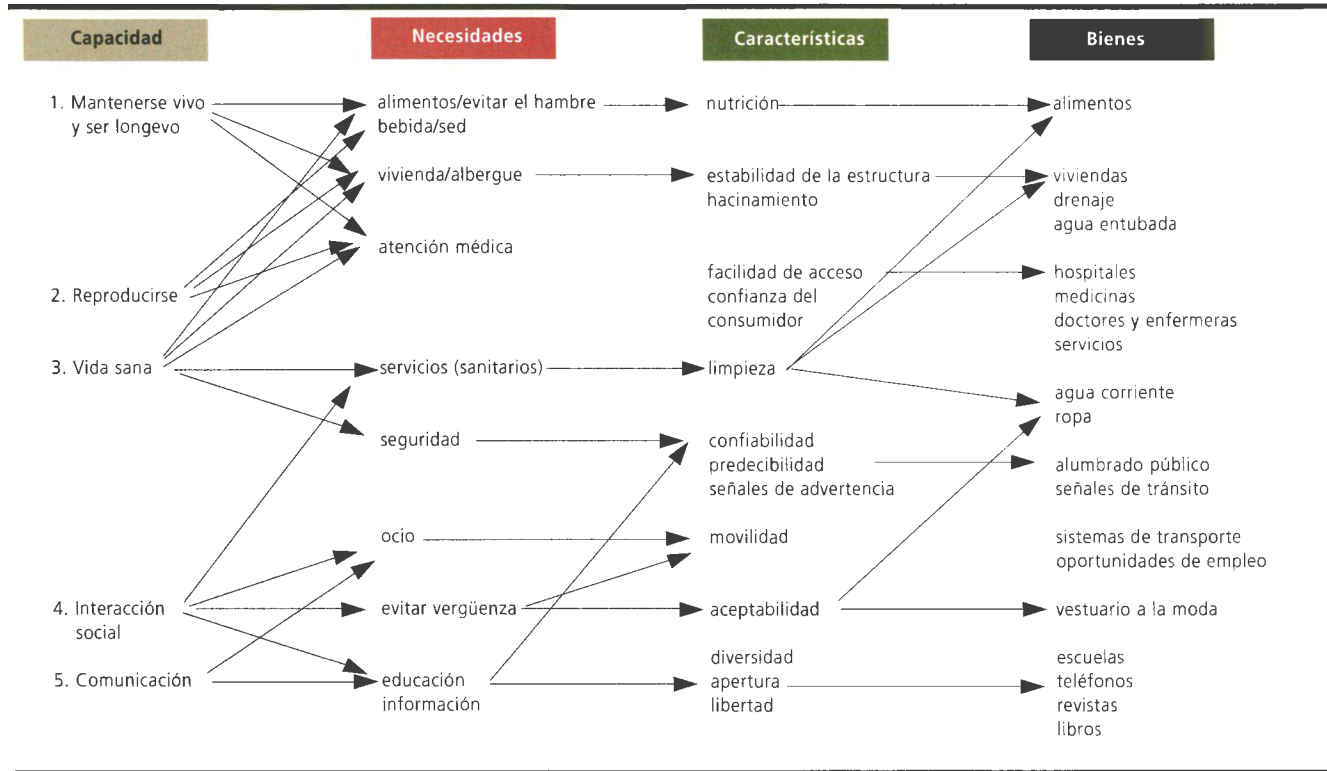 Capacidad
Necesidades
Características
Bienes
1. Mantenerse vivo
y ser longevo
2. Reproducirse
3. Vida sana
4. Interacción
social
5. Comunicación
alimentos/evitar el hambre
bebida/sed
vivienda/albergue
atención médica
servicios (sanitarios)
seguridad
ocio
evitar vergüenza
educación
información
nutrición
estabilidad de la estructura
hacinamiento
facilidad de acceso
confianza del
consumidor
limpieza
confiabilidad
predecibilidad
señales de advertencia
movilidad
aceptabilidad
diversidad
apertura
libertad
alimentos
viviendas
drenaje
agua entubada
hospitales
medicinas
doctores y enfermeras
servicios
agua corriente
ropa
alumbrado público
señales de tránsito
sistemas de transporte
oportunidades de empleo
vestuario a la moda
escuelas
teléfonos
revistas
libros